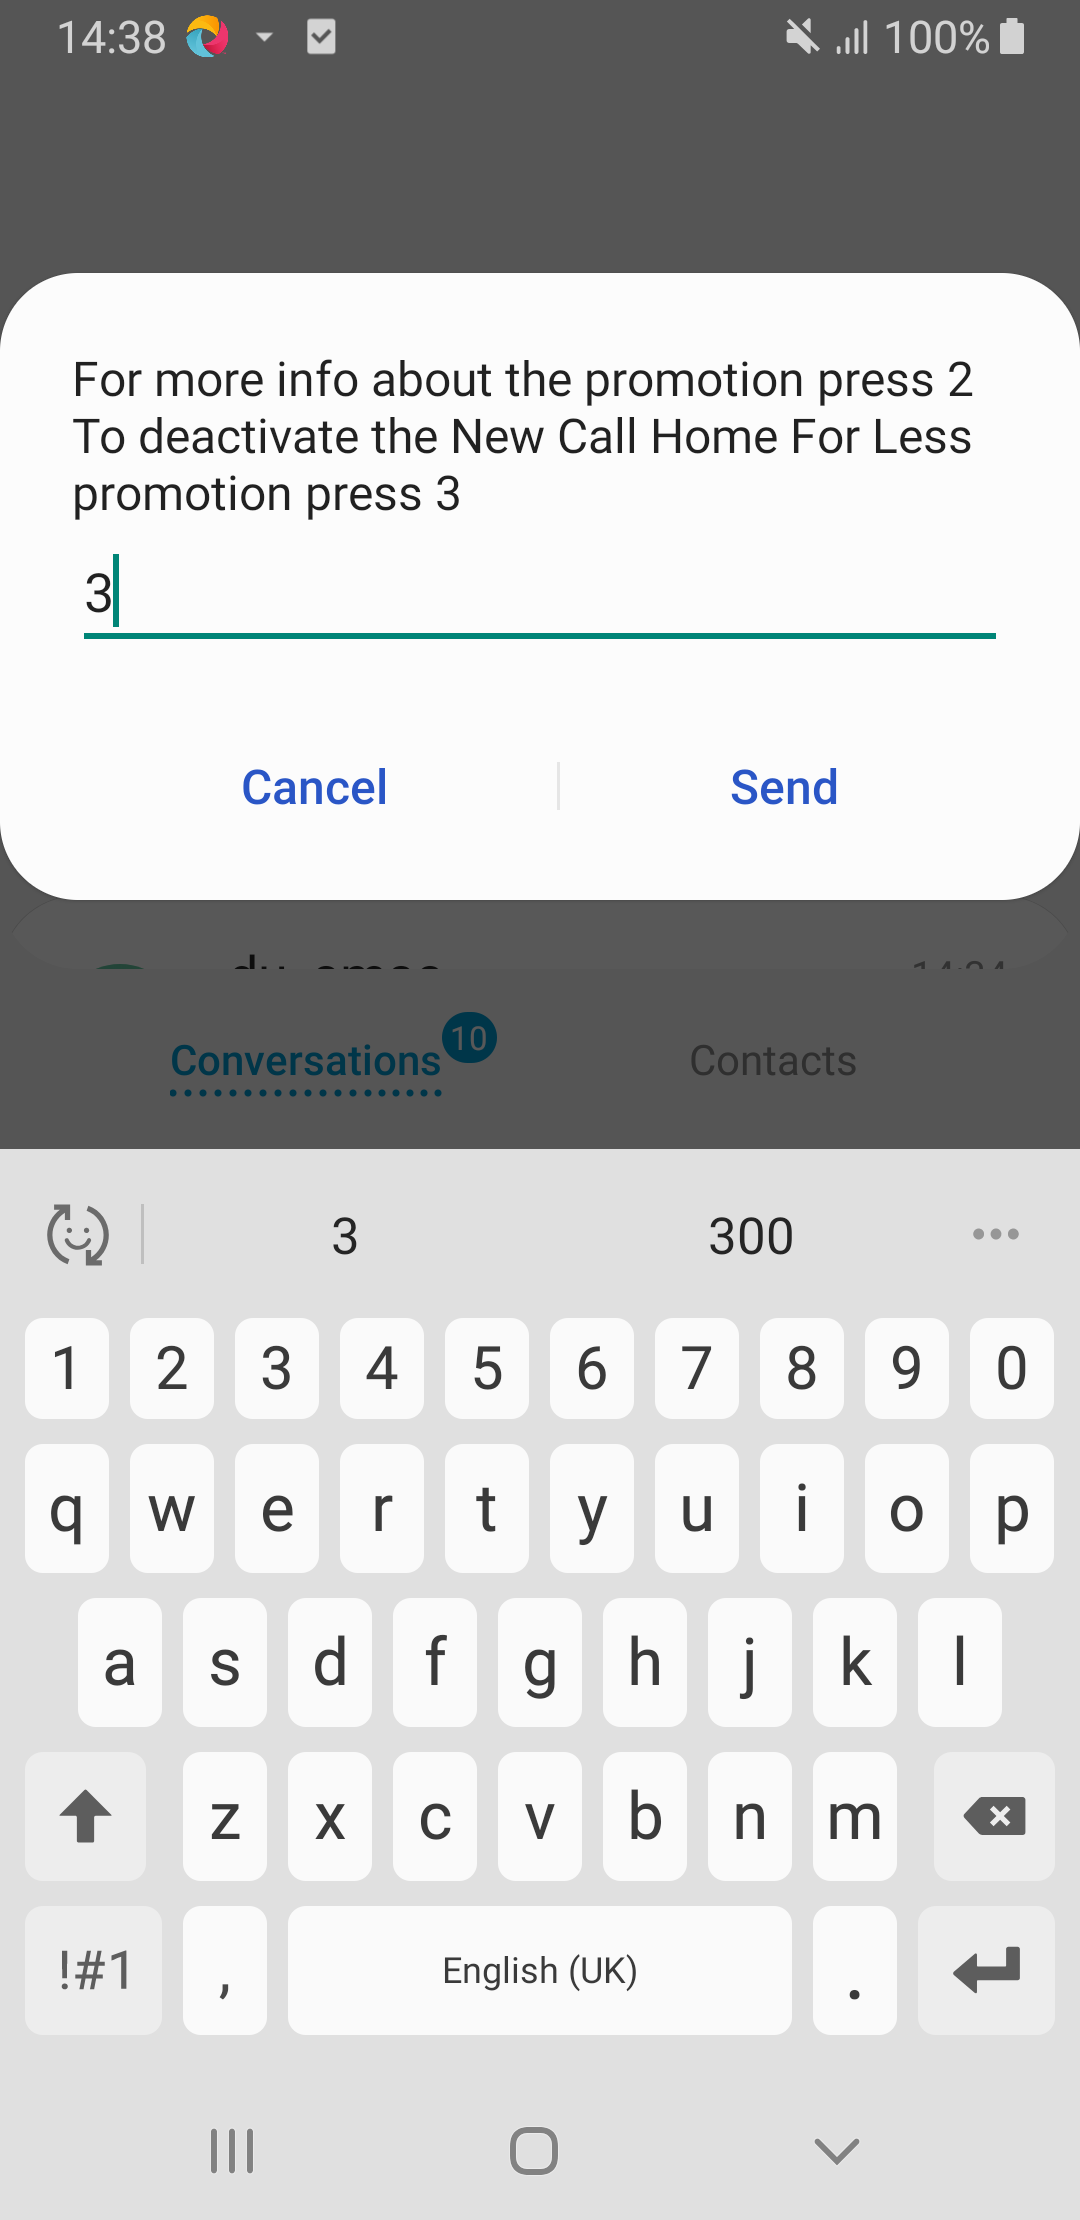 14:38
100%
For more info about the promotion press 2
To deactivate the New Call Home For Less
promotion press 3
3
Cancel
Send
Conversations
10
Contacts
3
300
1 2 3 4 5 6 7 8 9 0
q w e r t y u i o p
a s d f g h j k l
z x c v b n m
!#1 , English (UK) .